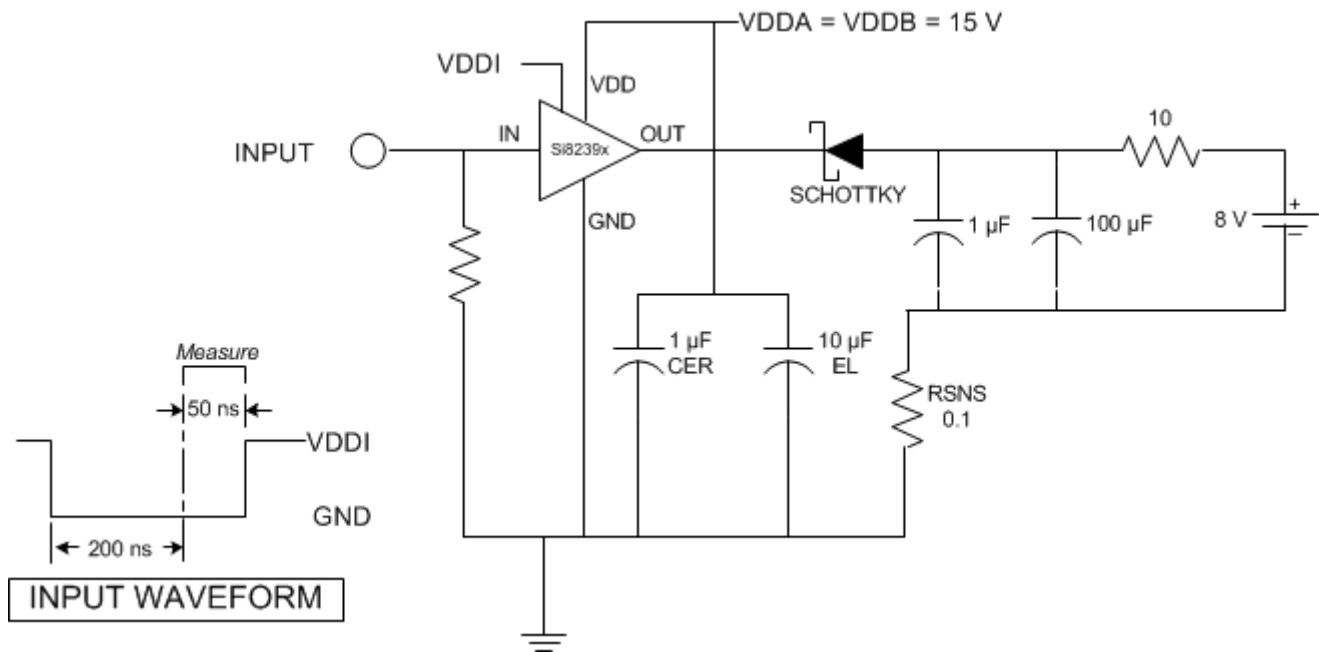 VDDA = VDDB = 15 V
VDDI
VDD
10
INPUT
IN
Si8239x
OUT
SCHOTTKY
GND
1 µF
100 µF
8 V
+
1 µF
CER
10 µF
EL
RSNS
0.1
Measure
50 ns
VDDI
GND
200 ns
INPUT WAVEFORM